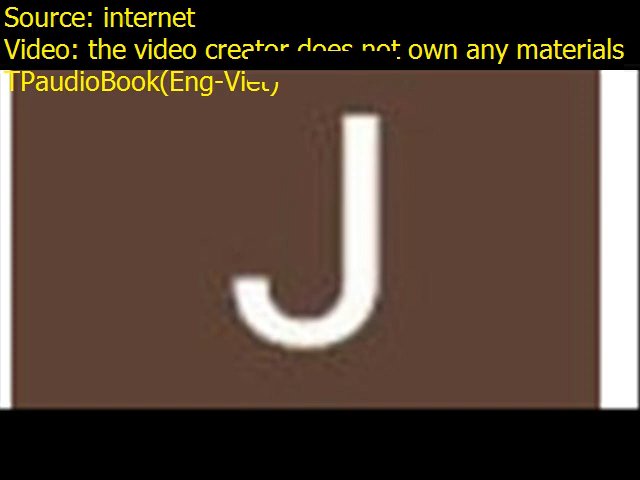 Source: internet
Video: the video creator does not own any materials
TPaudioBook(Eng-Viet)
J